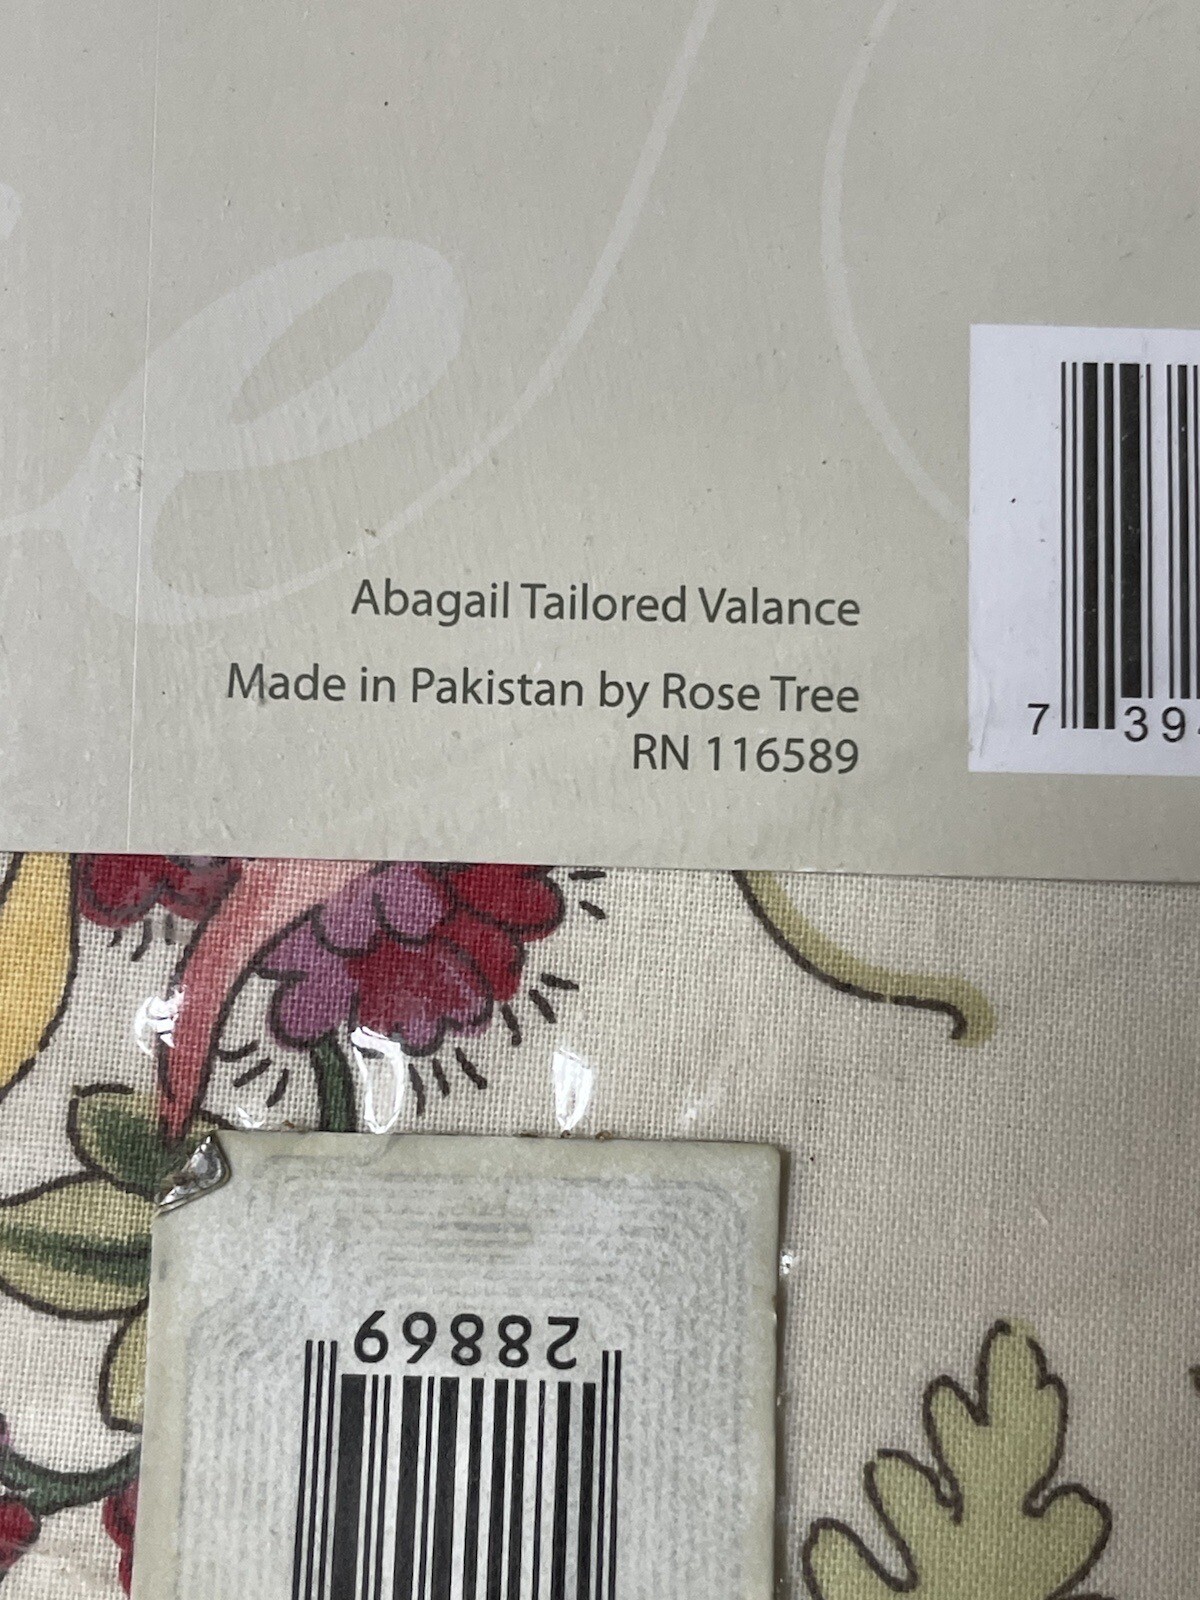 Abagail Tailored Valance
Made in Pakistan by Rose Tree
RN 116589
7 39
28869